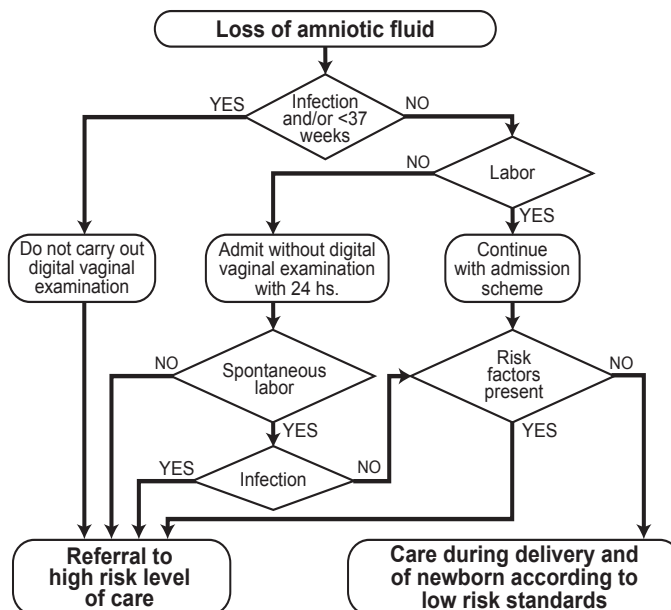 Loss of amniotic fluid
YES
Infection
and/or <37
weeks
NO
NO
Labor
YES
Do not carry out
digital vaginal
examination
Admit without digital
vaginal examination
with 24 hs.
Continue
with admission
scheme
NO
Spontaneous
labor
YES
Risk
factors
present
NO
YES
YES
Infection
NO
Referral to
high risk level
of care
Care during delivery and
of newborn according to
low risk standards